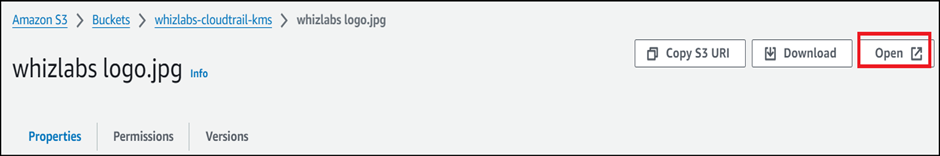 Amazon S3 > Buckets > whizlabs-cloudtrail-kms > whizlabs logo.jpg
whizlabs logo.jpg Info
Copy S3 URI Download Open
Properties Permissions Versions